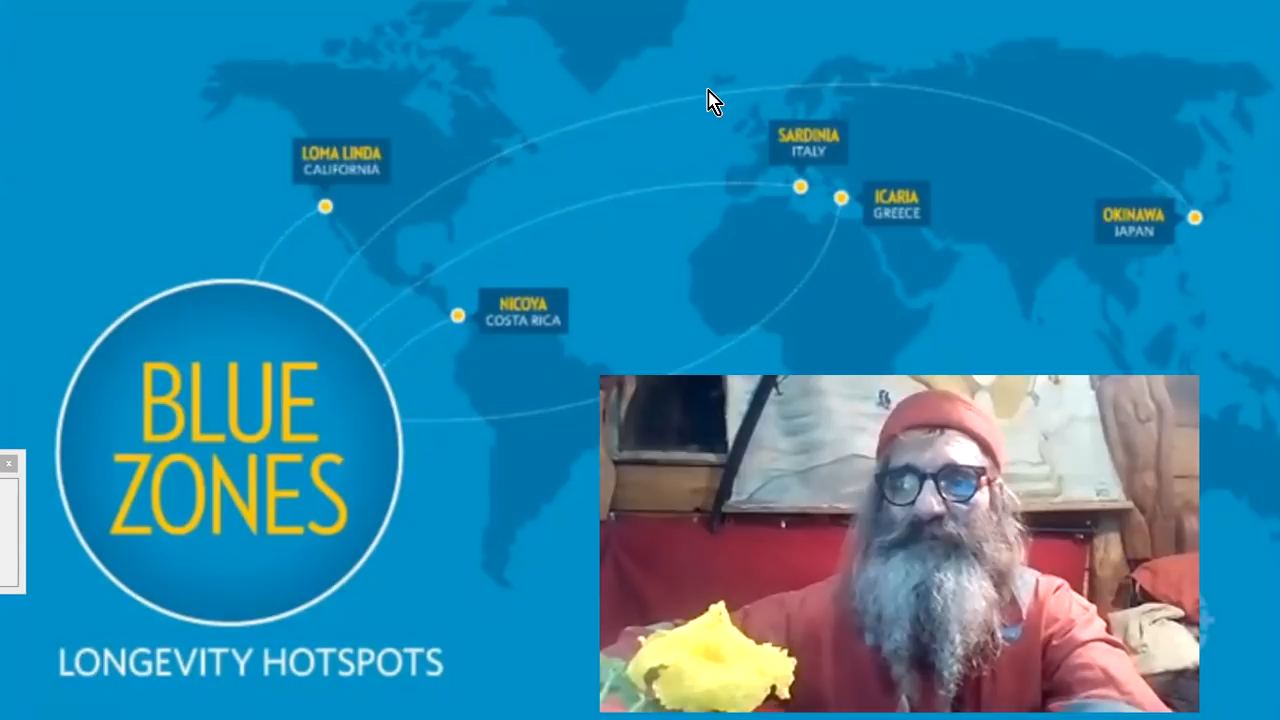 LOMA LINDA
CALIFORNIA
SARDINIA
ITALY
ICARIA
GREECE
OKINAWA
JAPAN
NICOYA
COSTA RICA
BLUE
ZONES
LONGEVITY HOTSPOTS
x